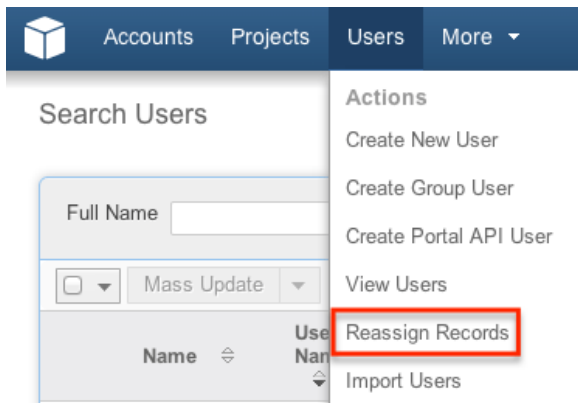 Accounts Projects Users More
Search Users
Actions
Create New User
Create Group User
Full Name
Create Portal API User
Mass Update
View Users
Reassign Records
Name
Import Users